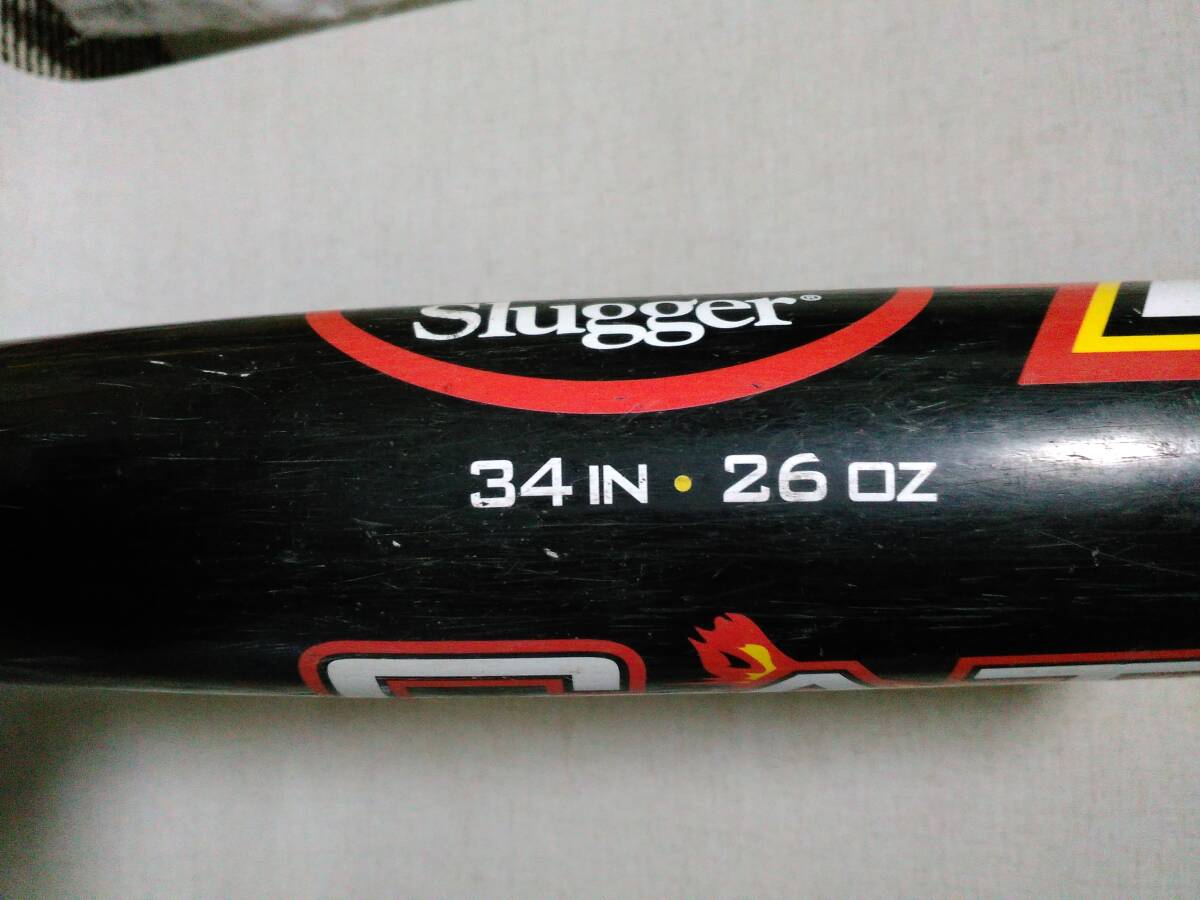 Slugger®
34 IN • 26 OZ